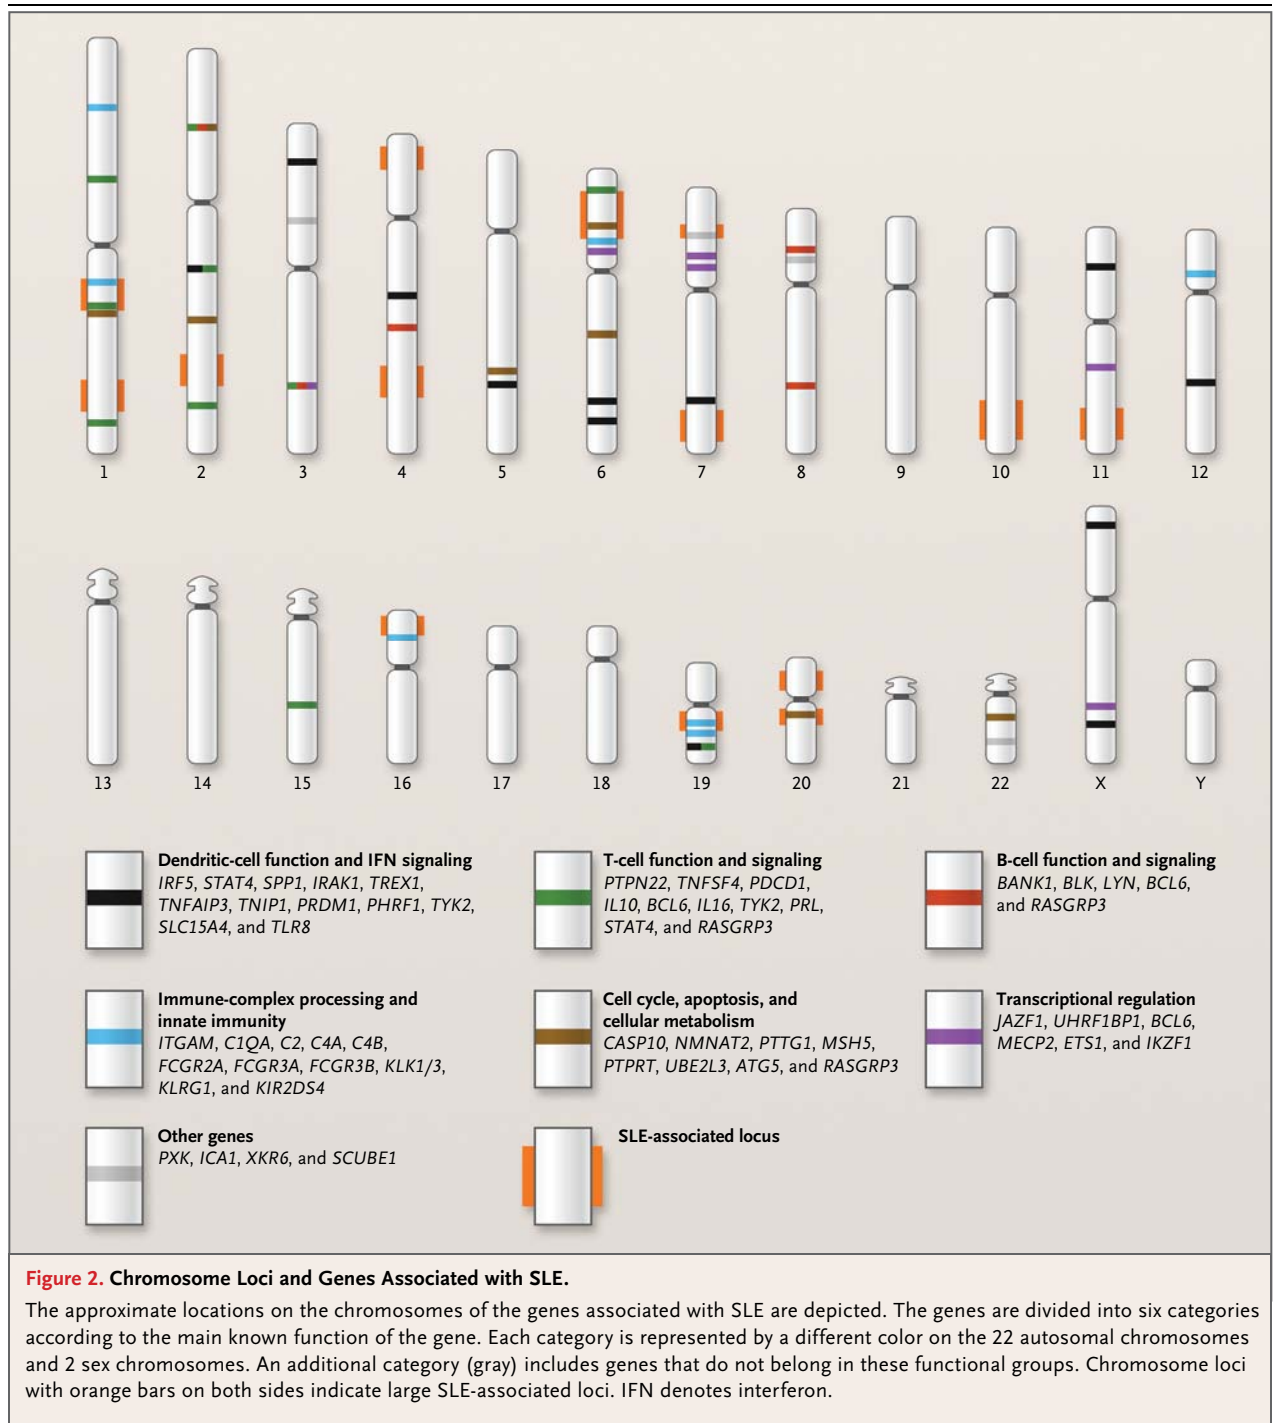 1 2 3 4 5 6 7 8 9 10 11 12
13 14 15 16 17 18 19 20 21 22 X Y
Dendritic-cell function and IFN signaling
IRF5, STAT4, SPP1, IRAK1, TREX1,
TNFAIP3, TNIP1, PRDM1, PHRF1, TYK2,
SLC15A4, and TLR8
T-cell function and signaling
PTPN22, TNFSF4, PDCD1,
IL10, BCL6, IL16, TYK2, PRL,
STAT4, and RASGRP3
B-cell function and signaling
BANK1, BLK, LYN, BCL6,
and RASGRP3
Immune-complex processing and
innate immunity
ITGAM, C1QA, C2, C4A, C4B,
FCGR2A, FCGR3A, FCGR3B, KLK1/3,
KLRG1, and KIR2DS4
Cell cycle, apoptosis, and
cellular metabolism
CASP10, NMNAT2, PTTG1, MSH5,
PTPRT, UBE2L3, ATG5, and RASGRP3
Transcriptional regulation
JAZF1, UHRF1BP1, BCL6,
MECP2, ETS1, and IKZF1
Other genes
PXK, ICA1, XKR6, and SCUBE1
SLE-associated locus
Figure 2. Chromosome Loci and Genes Associated with SLE.
The approximate locations on the chromosomes of the genes associated with SLE are depicted. The genes are divided into six categories
according to the main known function of the gene. Each category is represented by a different color on the 22 autosomal chromosomes
and 2 sex chromosomes. An additional category (gray) includes genes that do not belong in these functional groups. Chromosome loci
with orange bars on both sides indicate large SLE-associated loci. IFN denotes interferon.